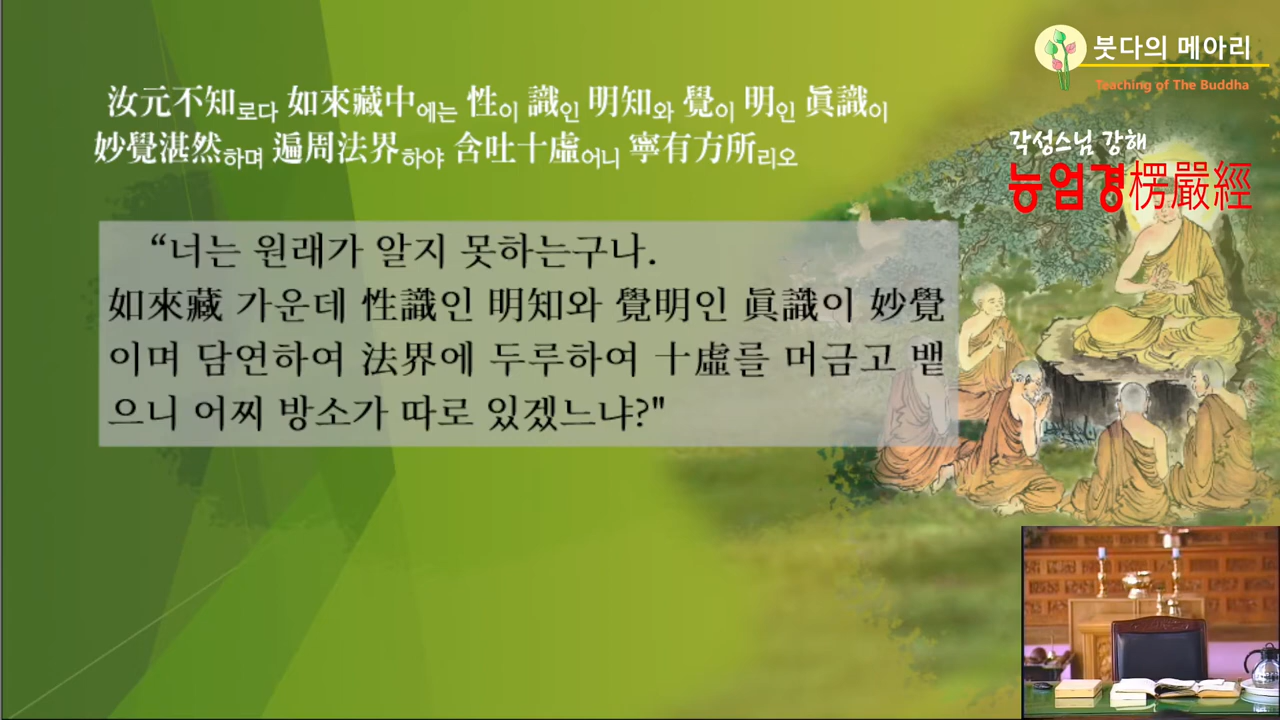 붓다의 메아리
Teaching of The Buddha
각성스님 강해
능엄경楞嚴經
汝元不知로다 如來藏中에는 性이 識인 明知와 覺이 明인 眞識이
妙覺湛然하며 遍周法界하야 含吐十虛어니 寧有方所리오
“너는 원래가 알지 못하는구나.
如來藏 가운데 性識인 明知와 覺明인 眞識이 妙覺
이며 담연하여 法界에 두루하여 十虛를 머금고 뱉
으니 어찌 방소가 따로 있겠느냐?"